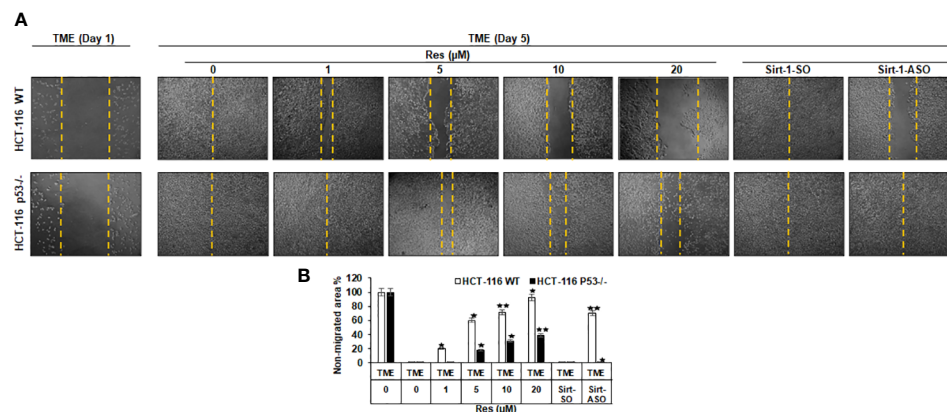 A
TME (Day 1)
TME (Day 5)
Res (µM)
0 1 5 10 20 Sirt-1-SO Sirt-1-ASO
HCT-116 WT
HCT-116 p53-/-
B
Non-migrated area %
120
100
80
60
40
20
0
HCT-116 WT HCT-116 P53-/-
★ ★ ★ ★★ ★ ★ ★★ ★★ ★
TME TME TME TME TME TME TME TME
0 0 1 5 10 20 Sirt-SO Sirt-ASO
Res (µM)